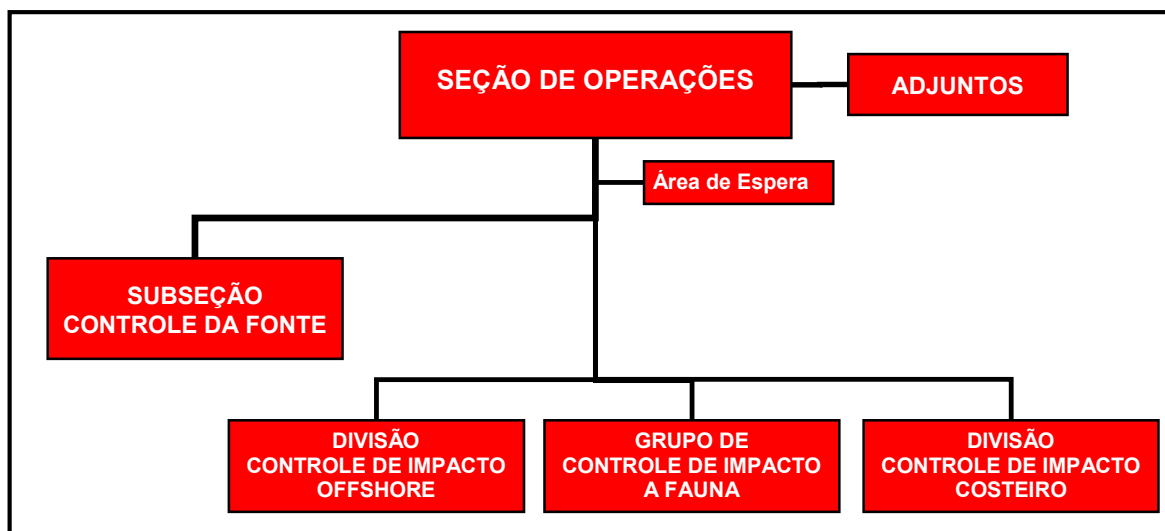 SEÇÃO DE OPERAÇÕES
ADJUNTOS
Área de Espera
SUBSEÇÃO
CONTROLE DA FONTE
DIVISÃO
CONTROLE DE IMPACTO
OFFSHORE
GRUPO DE
CONTROLE DE IMPACTO
A FAUNA
DIVISÃO
CONTROLE DE IMPACTO
COSTEIRO